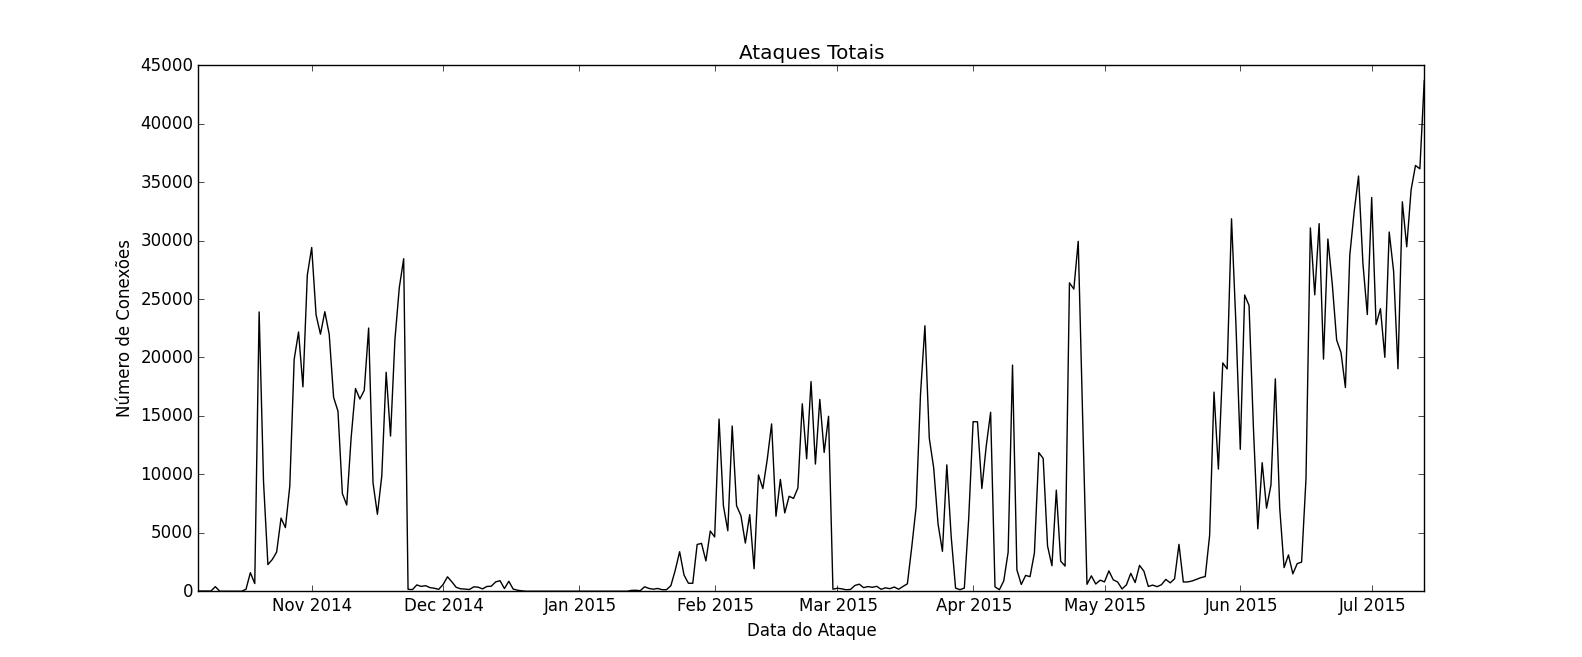 Ataques Totais
45000
40000
35000
30000
25000
20000
15000
10000
5000
0
Número de Conexões
Nov 2014 Dec 2014 Jan 2015 Feb 2015 Mar 2015 Apr 2015 May 2015 Jun 2015 Jul 2015
Data do Ataque